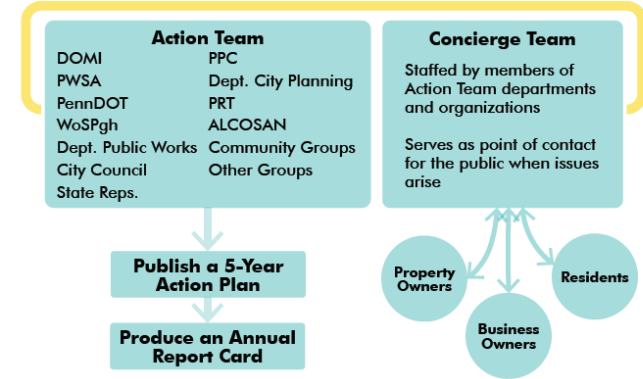 Action Team
DOMI
PWSA
PennDOT
WoSPgh
Dept. Public Works
City Council
State Reps.
PPC
Dept. City Planning
PRT
ALCOSAN
Community Groups
Other Groups
Concierge Team
Staffed by members of
Action Team departments
and organizations
Serves as point of contact
for the public when issues
arise
Publish a 5-Year
Action Plan
Produce an Annual
Report Card
Property
Owners
Business
Owners
Residents